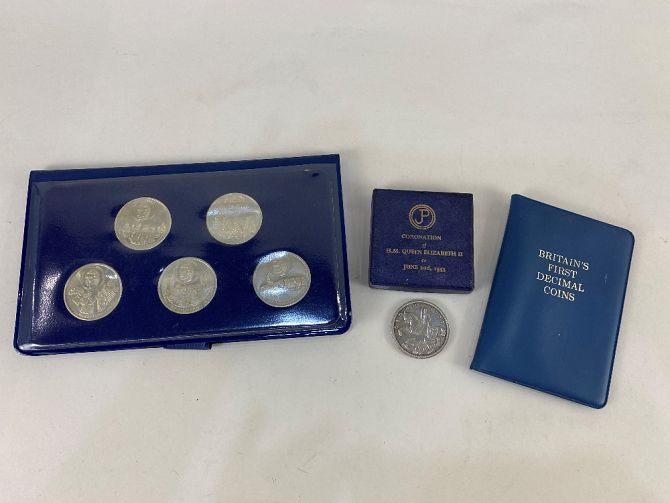 JP
CORONATION
of
H.M. QUEEN ELIZABETH II
on
JUNE 2nd, 1953
BRITAIN'S
FIRST
DECIMAL
COINS